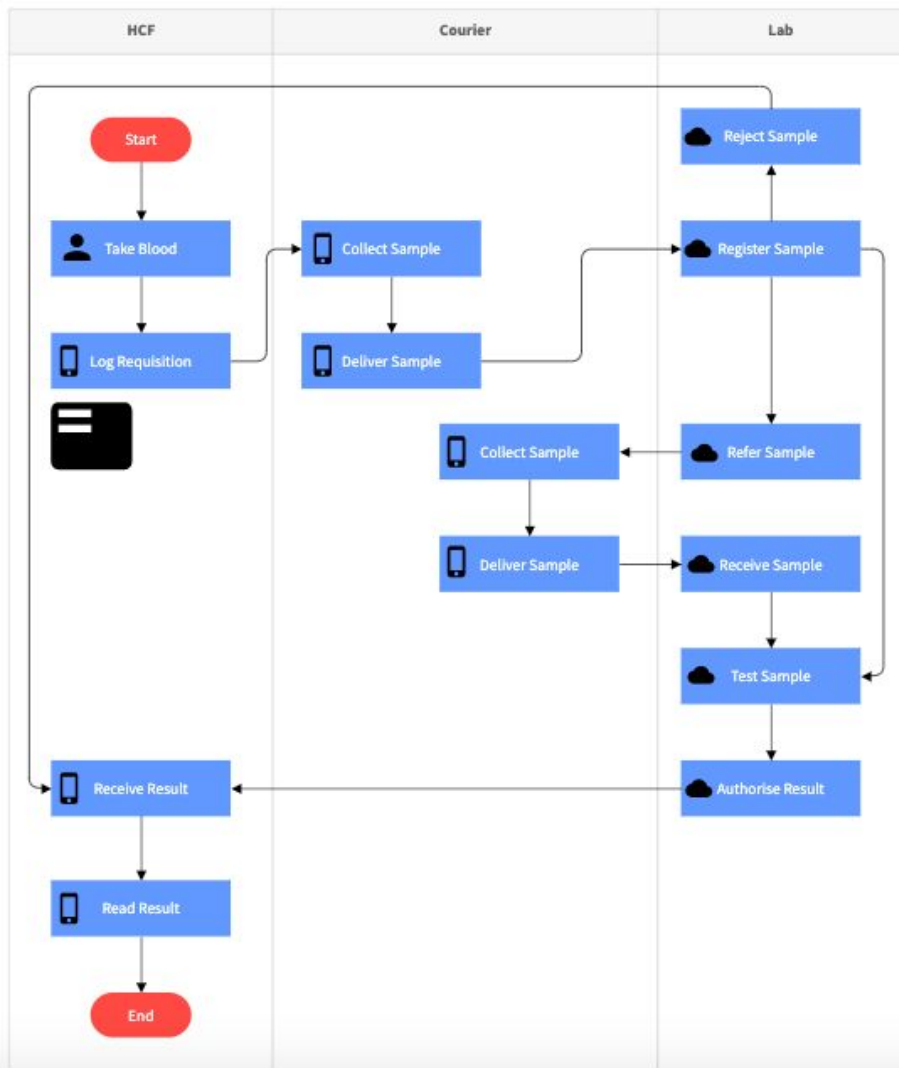 HCF
Courier
Lab
Start
Reject Sample
Take Blood
Collect Sample
Register Sample
Log Requisition
Deliver Sample
Collect Sample
Refer Sample
Deliver Sample
Receive Sample
Test Sample
Receive Result
Authorise Result
Read Result
End